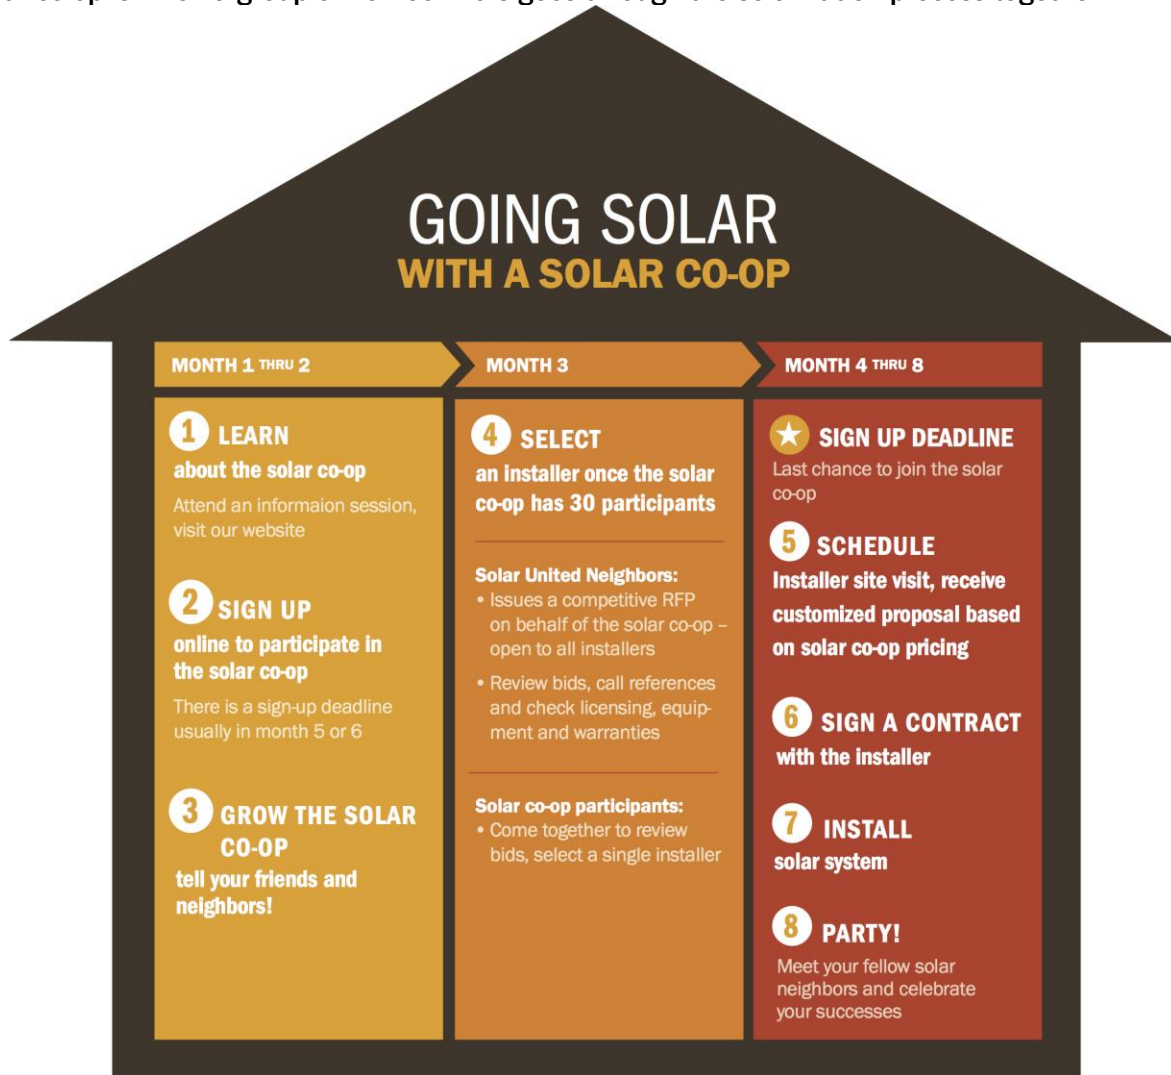 GOING SOLAR
WITH A SOLAR CO-OP
MONTH 1 THRU 2
1 LEARN
about the solar co-op
Attend an informaion session,
visit our website
2 SIGN UP
online to participate in
the solar co-op
There is a sign-up deadline
usually in month 5 or 6
3 GROW THE SOLAR
CO-OP
tell your friends and
neighbors!
MONTH 3
4 SELECT
an installer once the solar
co-op has 30 participants
Solar United Neighbors:
• Issues a competitive RFP
on behalf of the solar co-op –
open to all installers
• Review bids, call references
and check licensing, equip-
ment and warranties
Solar co-op participants:
• Come together to review
bids, select a single installer
MONTH 4 THRU 8
SIGN UP DEADLINE
Last chance to join the solar
co-op
5 SCHEDULE
Installer site visit, receive
customized proposal based
on solar co-op pricing
6 SIGN A CONTRACT
with the installer
7 INSTALL
solar system
8 PARTY!
Meet your fellow solar
neighbors and celebrate
your successes